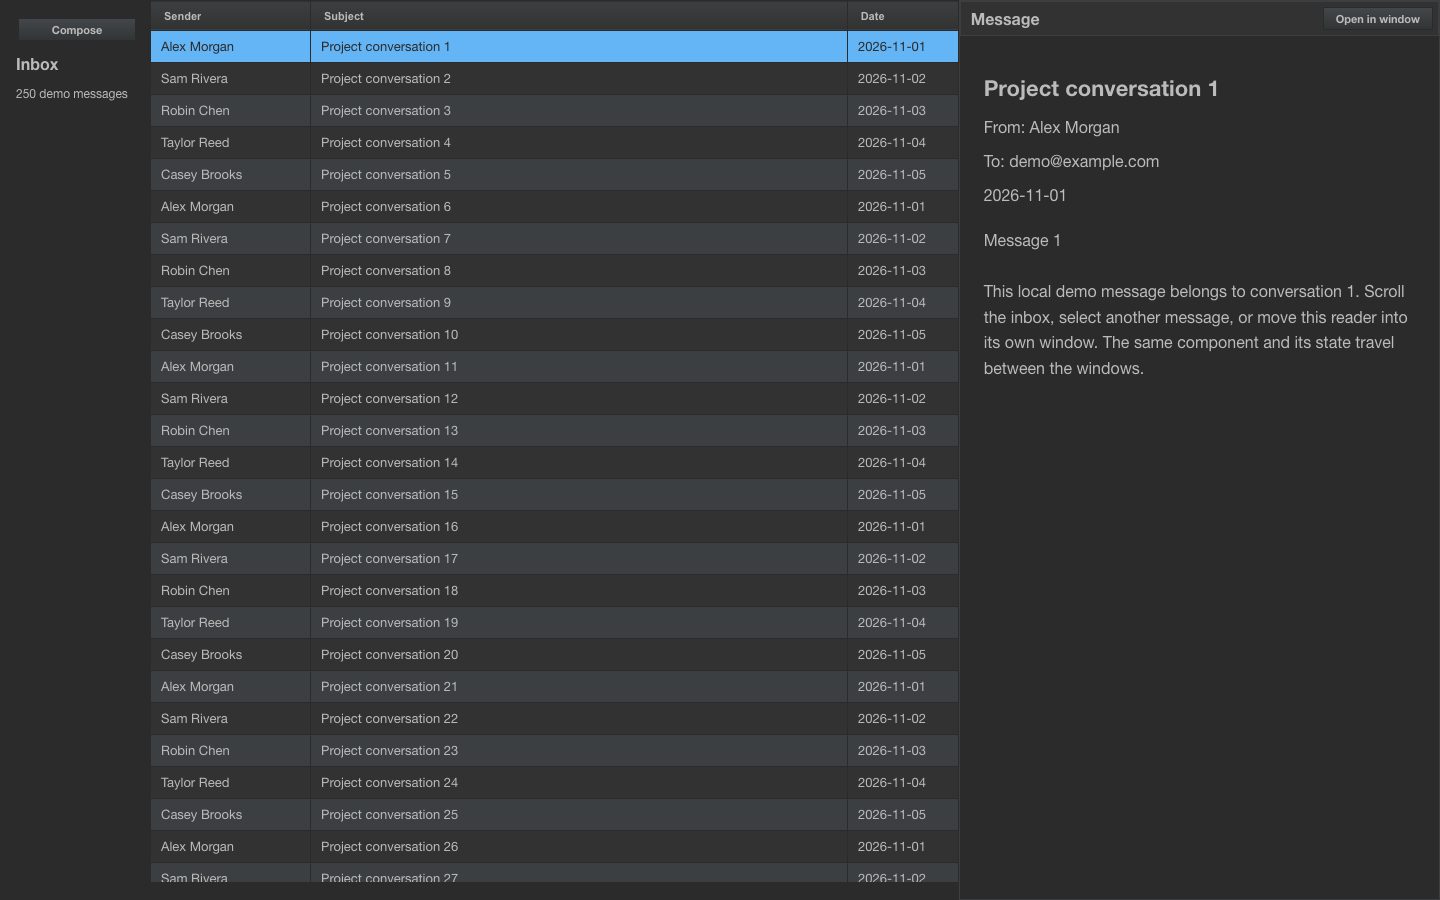 Compose
Inbox
250 demo messages
Sender Subject Date
Alex Morgan Project conversation 1 2026-11-01
Sam Rivera Project conversation 2 2026-11-02
Robin Chen Project conversation 3 2026-11-03
Taylor Reed Project conversation 4 2026-11-04
Casey Brooks Project conversation 5 2026-11-05
Alex Morgan Project conversation 6 2026-11-01
Sam Rivera Project conversation 7 2026-11-02
Robin Chen Project conversation 8 2026-11-03
Taylor Reed Project conversation 9 2026-11-04
Casey Brooks Project conversation 10 2026-11-05
Alex Morgan Project conversation 11 2026-11-01
Sam Rivera Project conversation 12 2026-11-02
Robin Chen Project conversation 13 2026-11-03
Taylor Reed Project conversation 14 2026-11-04
Casey Brooks Project conversation 15 2026-11-05
Alex Morgan Project conversation 16 2026-11-01
Sam Rivera Project conversation 17 2026-11-02
Robin Chen Project conversation 18 2026-11-03
Taylor Reed Project conversation 19 2026-11-04
Casey Brooks Project conversation 20 2026-11-05
Alex Morgan Project conversation 21 2026-11-01
Sam Rivera Project conversation 22 2026-11-02
Robin Chen Project conversation 23 2026-11-03
Taylor Reed Project conversation 24 2026-11-04
Casey Brooks Project conversation 25 2026-11-05
Alex Morgan Project conversation 26 2026-11-01
Sam Rivera Project conversation 27 2026-11-02
Message
Open in window
Project conversation 1
From: Alex Morgan
To: demo@example.com
2026-11-01
Message 1
This local demo message belongs to conversation 1. Scroll
the inbox, select another message, or move this reader into
its own window. The same component and its state travel
between the windows.